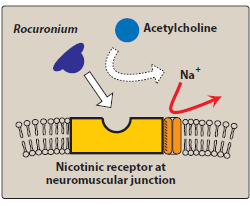 Rocuronium
Acetylcholine
Na+
Nicotinic receptor at
neuromuscular junction